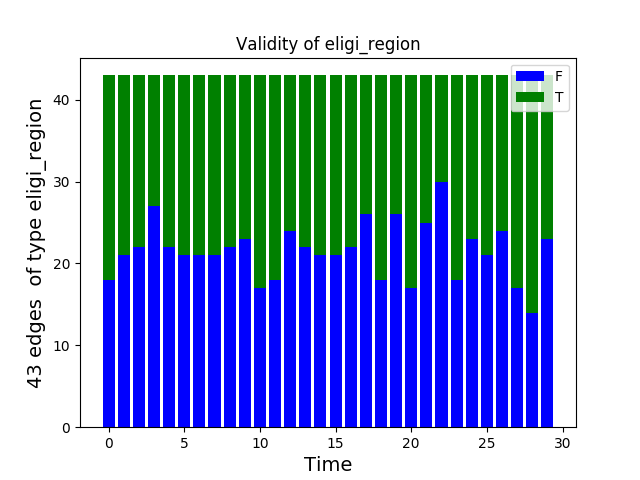 Validity of eligi_region
F
T
43 edges  of type eligi_region
40
30
20
10
0
0 5 10 15 20 25 30
Time